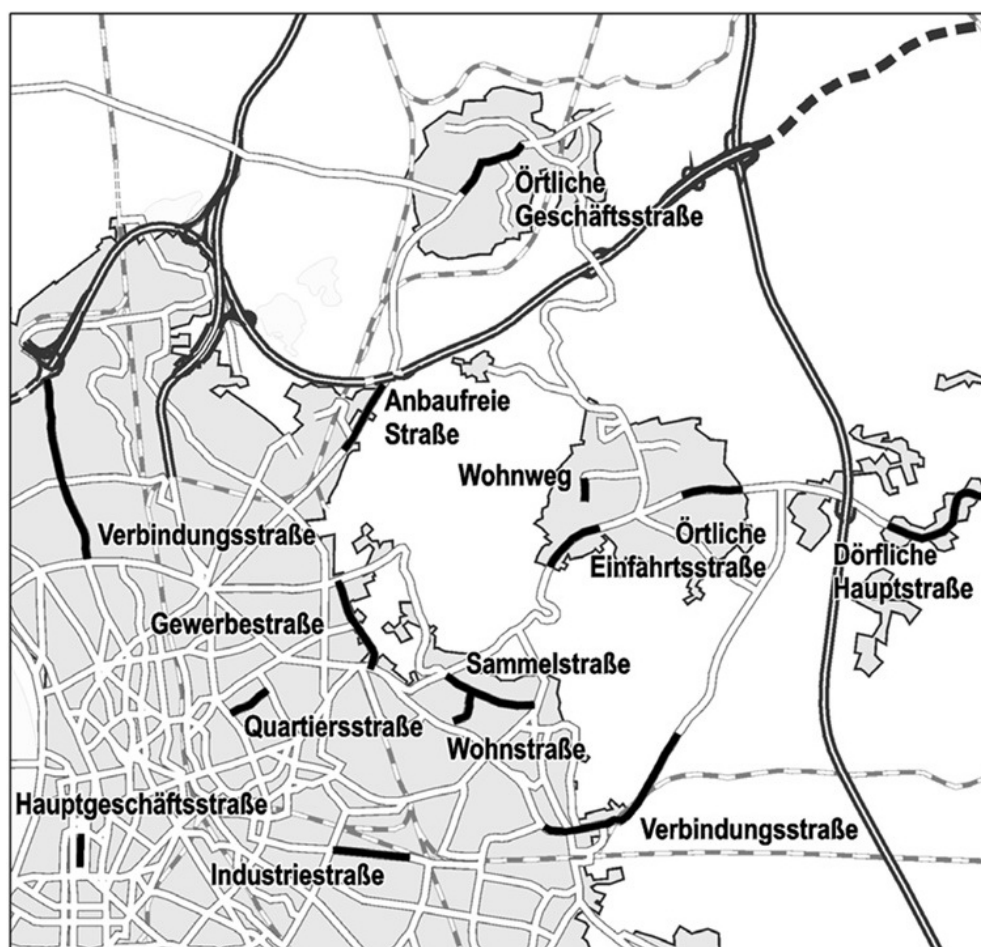 Örtliche
Geschäftsstraße
Anbaufreie
Straße
Wohnweg
Verbindungsstraße
Örtliche
Einfahrtsstraße
Dörfliche
Hauptstraße
Gewerbestraße
Sammelstraße
Quartiersstraße
Wohnstraße
Hauptgeschäftsstraße
Verbindungsstraße
Industriestraße